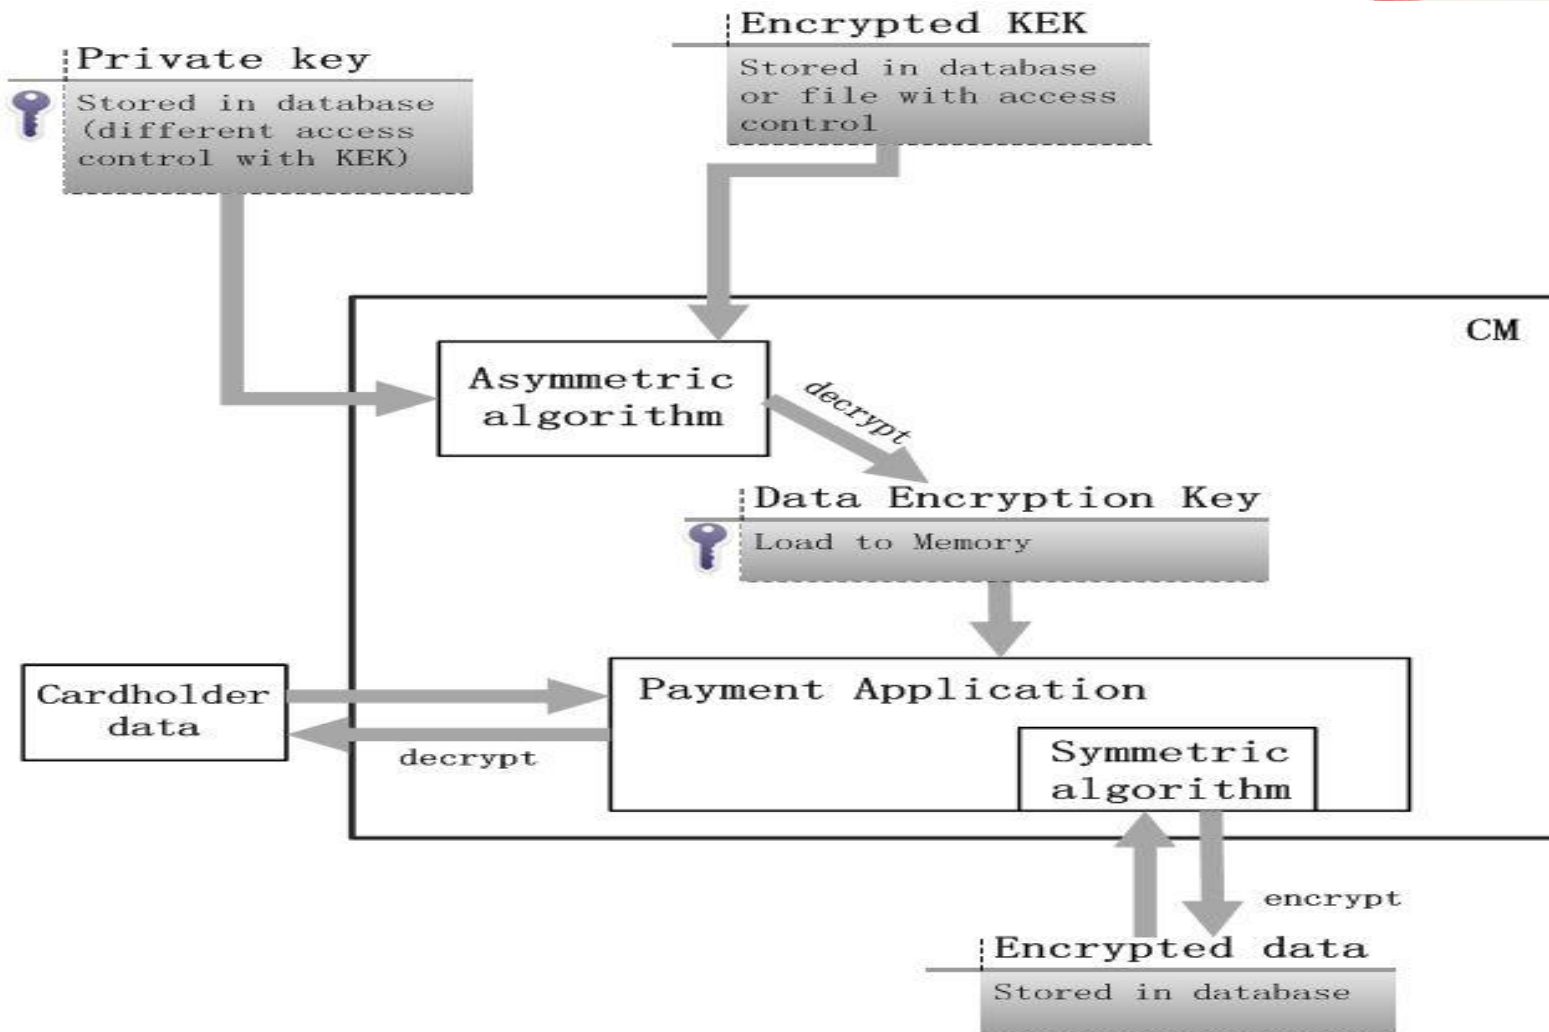 Encrypted KEK
Stored in database
or file with access
control
Private key
Stored in database
(different access
control with KEK)
CM
Asymmetric
algorithm
decrypt
Data Encryption Key
Load to Memory
Cardholder
data
decrypt
Payment Application
Symmetric
algorithm
encrypt
Encrypted data
Stored in database